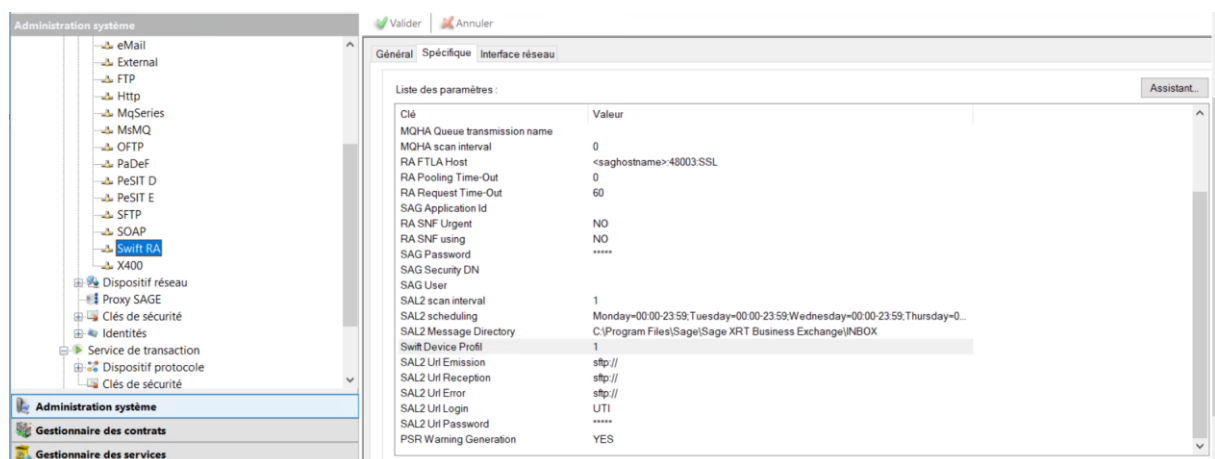 Administration système
eMail
External
FTP
Http
MqSeries
MsMQ
OFTP
PaDeF
PeSIT D
PeSIT E
SFTP
SOAP
Swift RA
X400
Dispositif réseau
Proxy SAGE
Clés de sécurité
Identités
Service de transaction
Dispositif protocole
Clés de sécurité
Administration système
Gestionnaire des contrats
Gestionnaire des services
Valider Annuler
Général Spécifique Interface réseau
Liste des paramètres : Assistant...
Clé Valeur
MQHA Queue transmission name
MQHA scan interval 0
RA FTLA Host <saghostname>:48003:SSL
RA Pooling Time-Out 0
RA Request Time-Out 60
SAG Application Id
RA SNF Urgent NO
RA SNF using NO
SAG Password *****
SAG Security DN
SAG User
SAL2 scan interval 1
SAL2 scheduling Monday=00:00-23:59;Tuesday=00:00-23:59;Wednesday=00:00-23:59;Thursday=0...
SAL2 Message Directory C:\Program Files\Sage\Sage XRT Business Exchange\INBOX
Swift Device Profil 1
SAL2 Url Emission sftp://
SAL2 Url Reception sftp://
SAL2 Url Error sftp://
SAL2 Url Login UTI
SAL2 Url Password *****
PSR Warning Generation YES